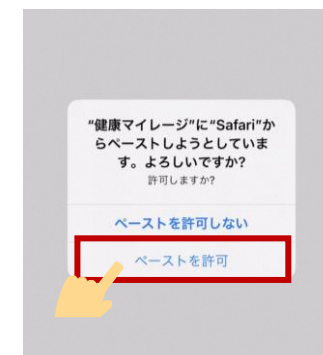 “健康マイレージ”に“Safari”か
らペーストしようとしていま
す。よろしいですか?
許可しますか?
ペーストを許可しない
ペーストを許可